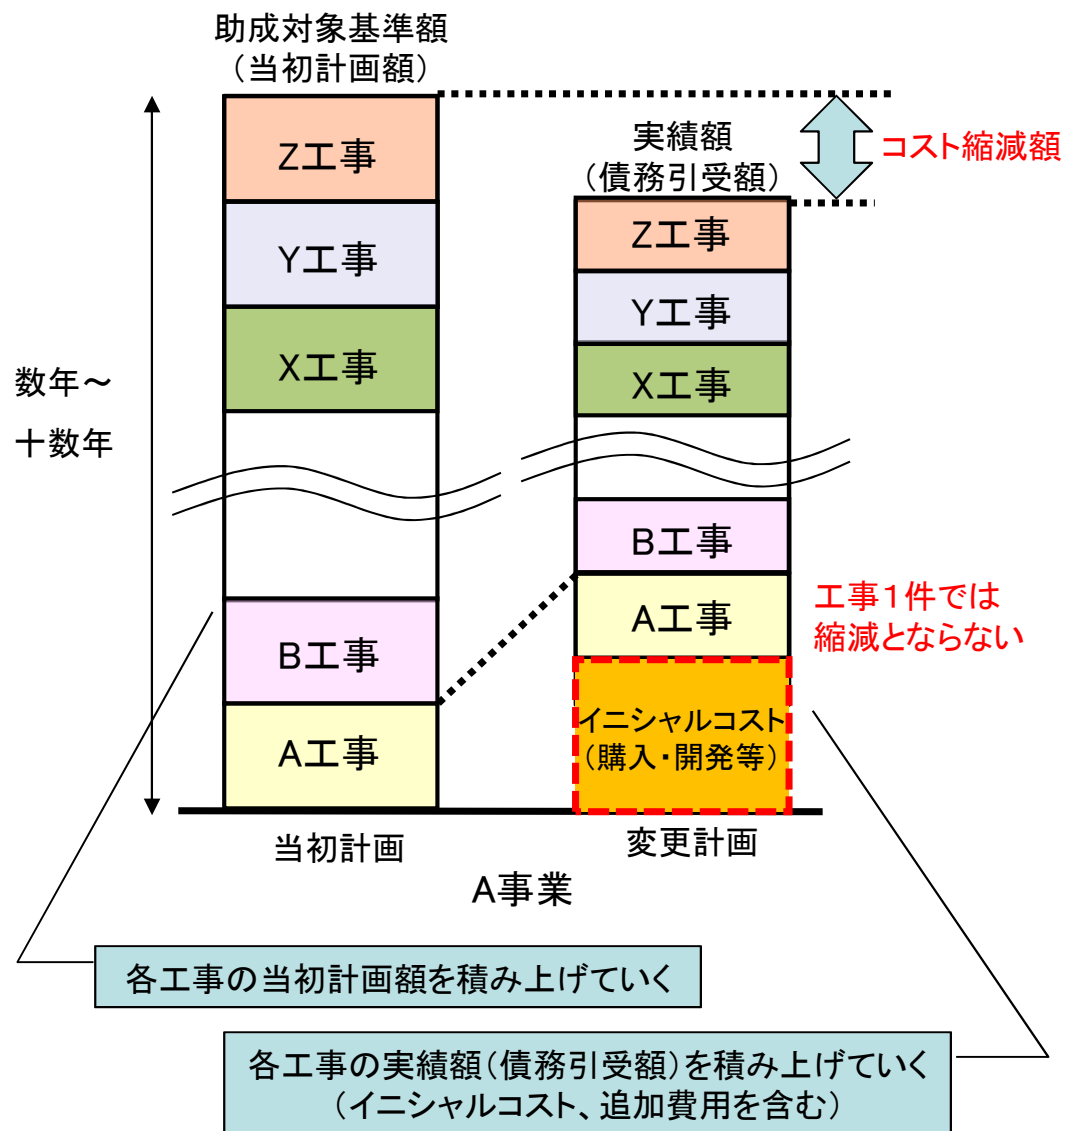 助成対象基準額
（当初計画額）
Z工事
Y工事
X工事
B工事
A工事
当初計画
数年～
十数年
実績額
（債務引受額）
コスト縮減額
Z工事
Y工事
X工事
B工事
A工事
イニシャルコスト
（購入・開発等）
変更計画
工事１件では
縮減とならない
A事業
各工事の当初計画額を積み上げていく
各工事の実績額（債務引受額）を積み上げていく
（イニシャルコスト、追加費用を含む）